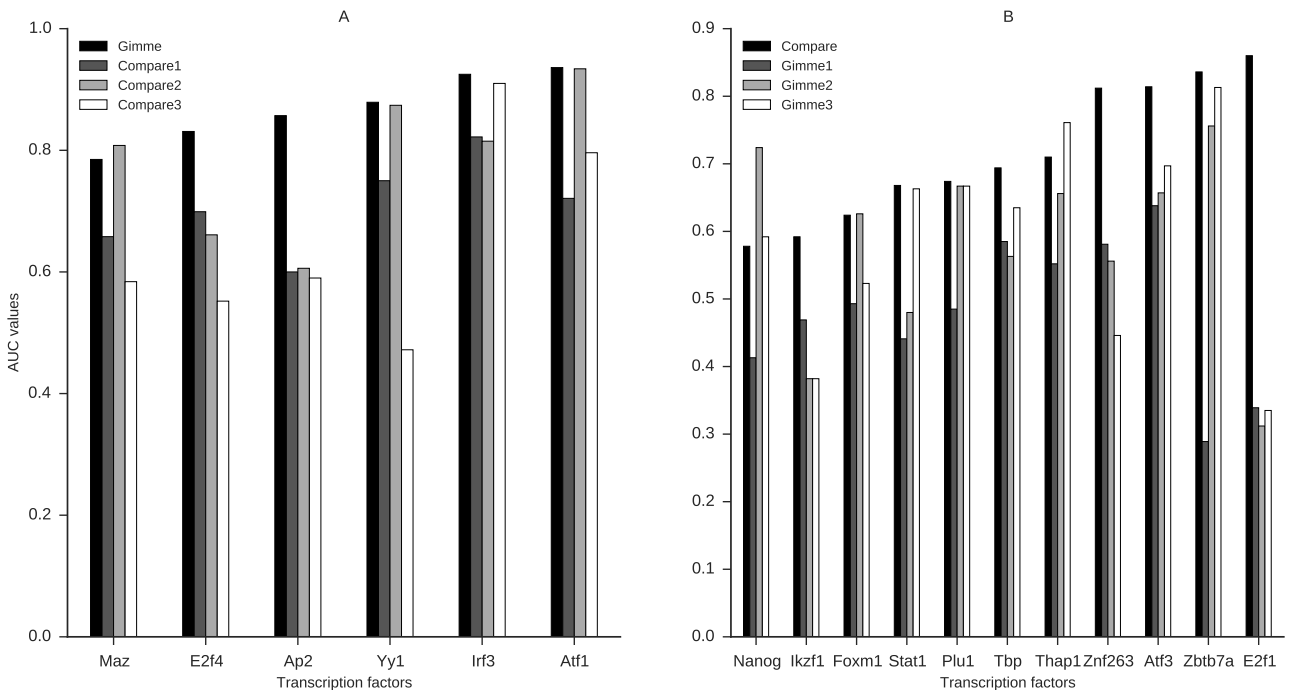 A
1.0
0.8
0.6
0.4
0.2
0.0
AUC values
Gimme
Compare1
Compare2
Compare3
Maz E2f4 Ap2 Yy1 Irf3 Atf1
Transcription factors
B
0.9
0.8
0.7
0.6
0.5
0.4
0.3
0.2
0.1
0.0
Compare
Gimme1
Gimme2
Gimme3
Nanog Ikzf1 Foxm1 Stat1 Plu1 Tbp Thap1 Znf263 Atf3 Zbtb7a E2f1
Transcription factors